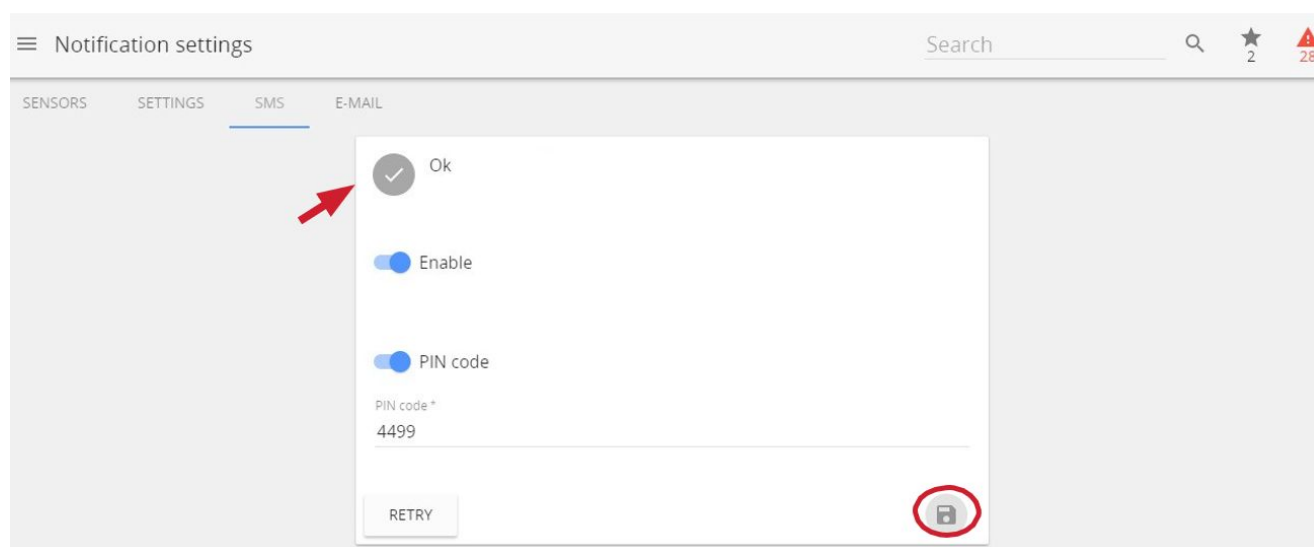 Notification settings
Search
2
28
SENSORS SETTINGS SMS E-MAIL
Ok
Enable
PIN code
PIN code *
4499
RETRY